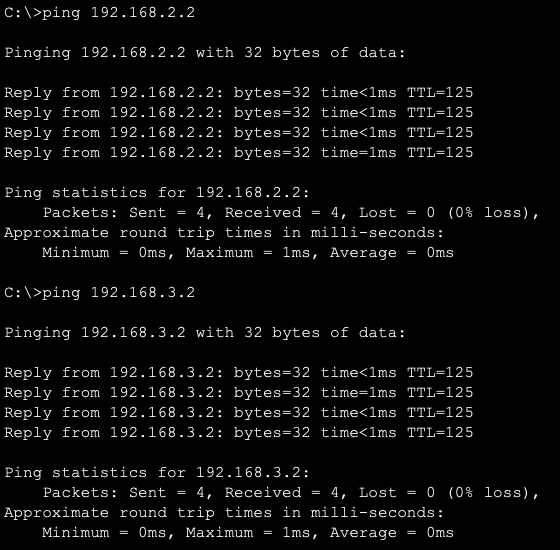 C:\>ping 192.168.2.2
Pinging 192.168.2.2 with 32 bytes of data:
Reply from 192.168.2.2: bytes=32 time<1ms TTL=125
Reply from 192.168.2.2: bytes=32 time<1ms TTL=125
Reply from 192.168.2.2: bytes=32 time<1ms TTL=125
Reply from 192.168.2.2: bytes=32 time=1ms TTL=125
Ping statistics for 192.168.2.2:
    Packets: Sent = 4, Received = 4, Lost = 0 (0% loss),
Approximate round trip times in milli-seconds:
    Minimum = 0ms, Maximum = 1ms, Average = 0ms
C:\>ping 192.168.3.2
Pinging 192.168.3.2 with 32 bytes of data:
Reply from 192.168.3.2: bytes=32 time<1ms TTL=125
Reply from 192.168.3.2: bytes=32 time=1ms TTL=125
Reply from 192.168.3.2: bytes=32 time<1ms TTL=125
Reply from 192.168.3.2: bytes=32 time<1ms TTL=125
Ping statistics for 192.168.3.2:
    Packets: Sent = 4, Received = 4, Lost = 0 (0% loss),
Approximate round trip times in milli-seconds:
    Minimum = 0ms, Maximum = 1ms, Average = 0ms